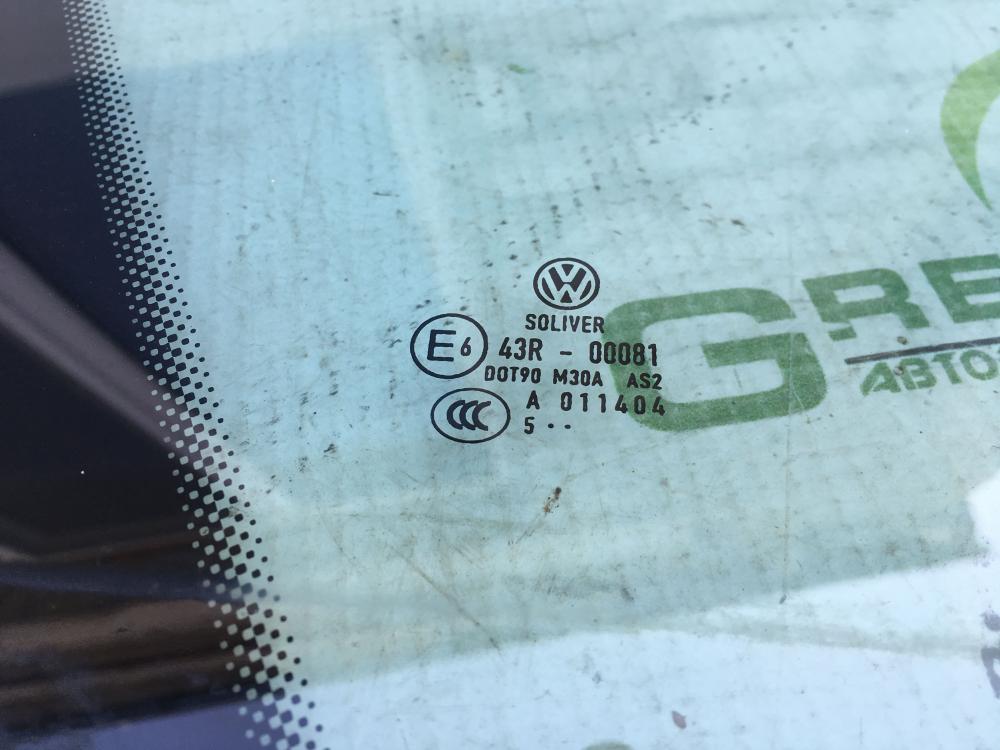 SOLIVER
E6 43R - 00081
DOT90 M30A AS2
CCC A 011404
5 ··
GRE
АВТО